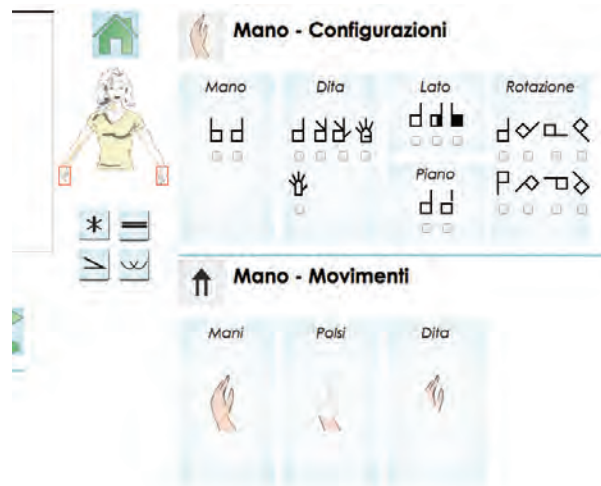 Mano - Configurazioni
Mano Dita Lato Rotazione
Piano
Mano - Movimenti
Mani Polsi Dita